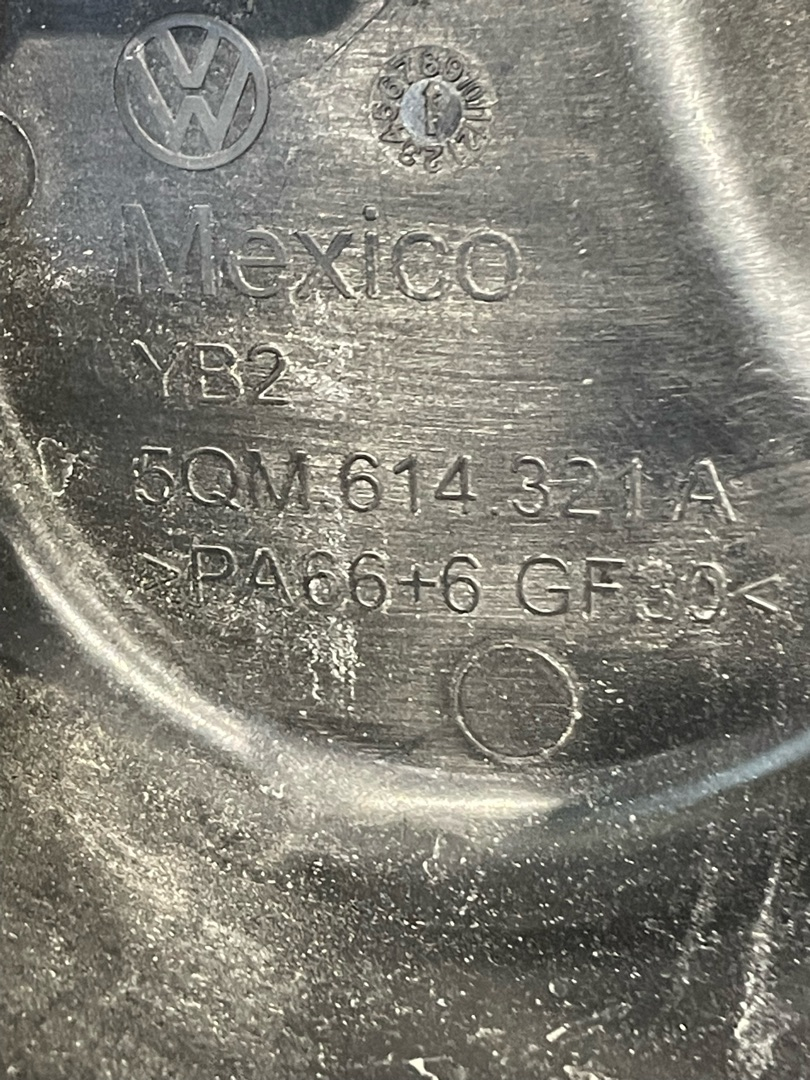 Mexico
YB2
5QM.614.321 A
>PA66+6 GF30<